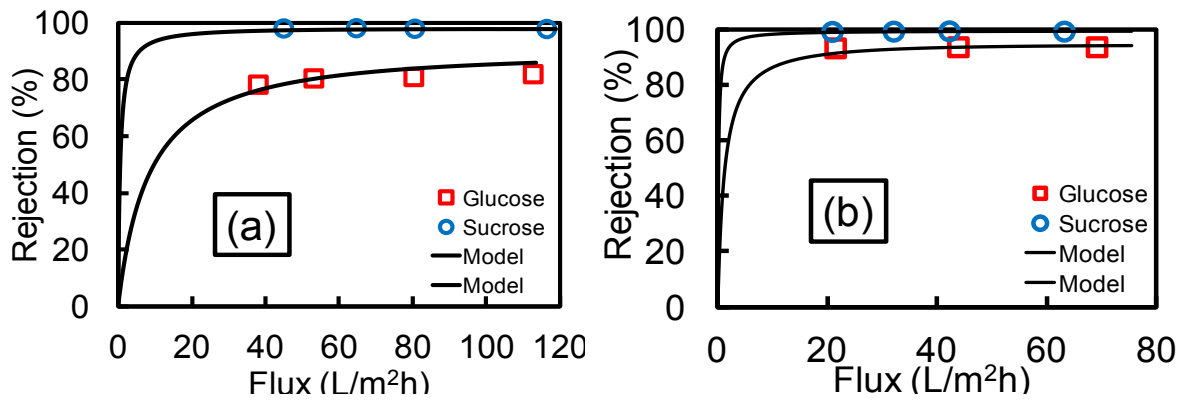 Rejection (%)
100
80
60
40
20
0
(a)
Glucose
Sucrose
Model
Model
0 20 40 60 80 100 120
Flux (L/m²h)
Rejection (%)
100
80
60
40
20
0
(b)
Glucose
Sucrose
Model
Model
0 20 40 60 80
Flux (L/m²h)